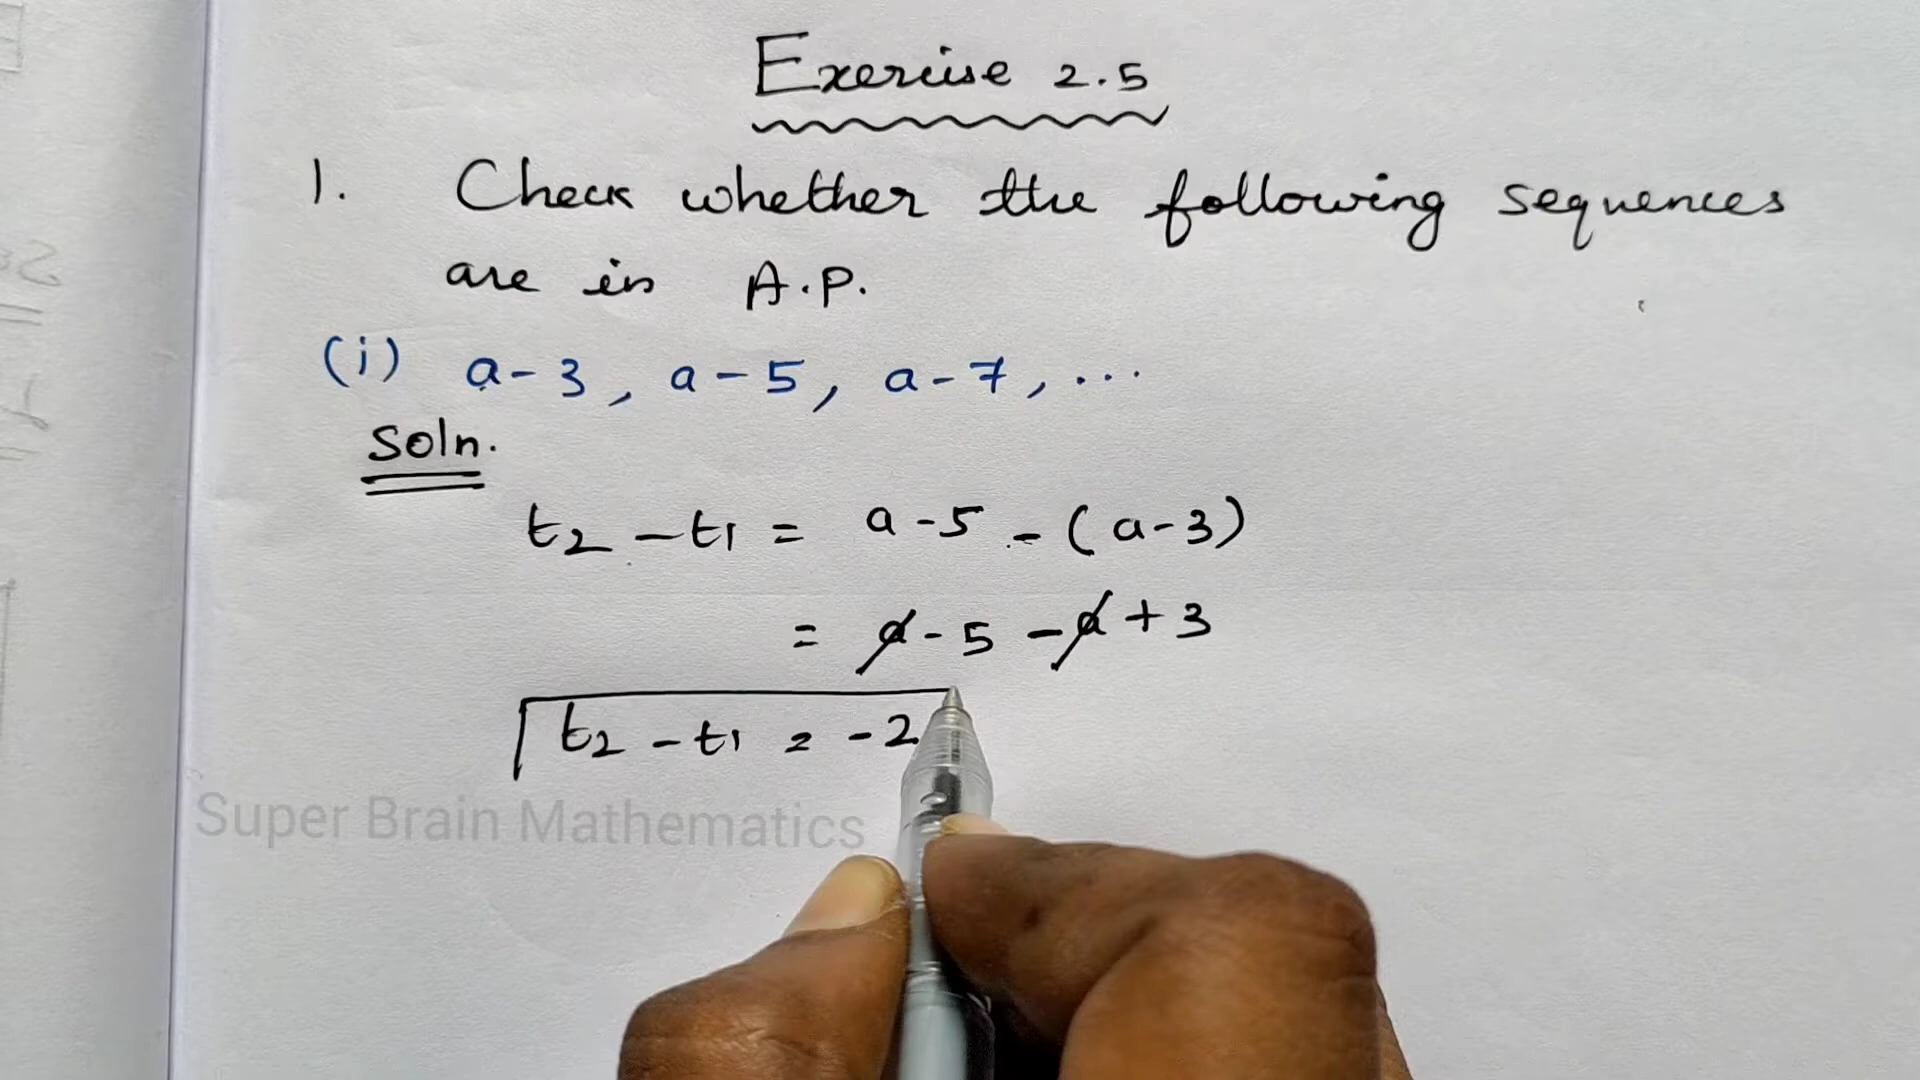 Exercise 2.5
1. Check whether the following sequences
are in A.P.
(i) a-3, a-5, a-7, ...
Soln.
t2 - t1 = a-5 - (a-3)
= a-5 -a+3
t2 - t1 = -2
Super Brain Mathematics